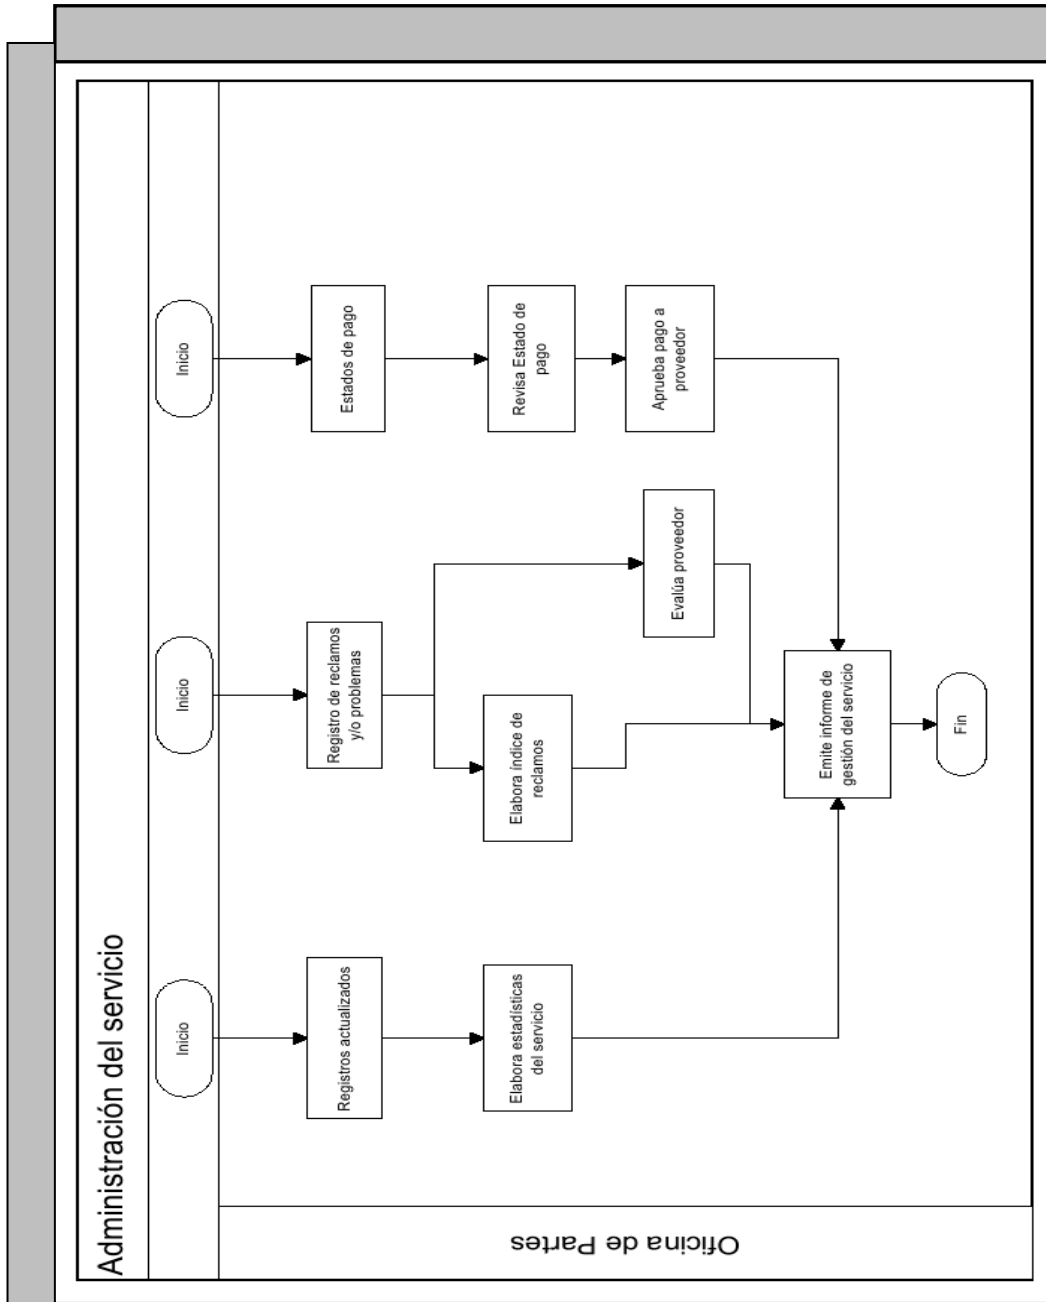 Administración del servicio
Inicio
Inicio
Inicio
Registros actualizados
Registro de reclamos
y/o problemas
Estados de pago
Elabora estadísticas
del servicio
Elabora índice de
reclamos
Revisa Estado de
pago
Evalúa proveedor
Aprueba pago a
proveedor
Emite informe de
gestión del servicio
Fin
Oficina de Partes